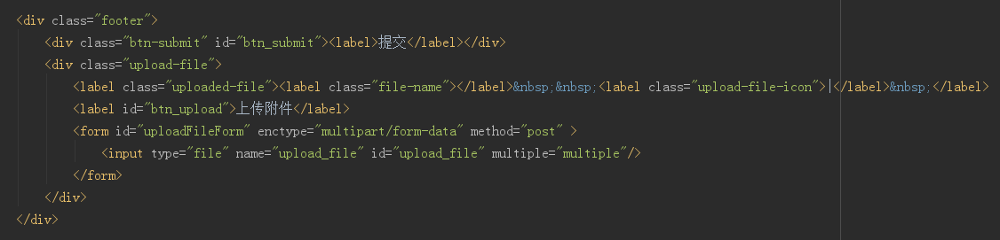 <div class="footer">
<div class="btn-submit" id="btn_submit"><label>提交</label></div>
<div class="upload-file">
<label class="uploaded-file"><label class="file-name"></label>&nbsp;&nbsp;<label class="upload-file-icon">|</label>&nbsp;</label>
<label id="btn_upload">上传附件</label>
<form id="uploadFileForm" enctype="multipart/form-data" method="post" >
<input type="file" name="upload_file" id="upload_file" multiple="multiple"/>
</form>
</div>
</div>